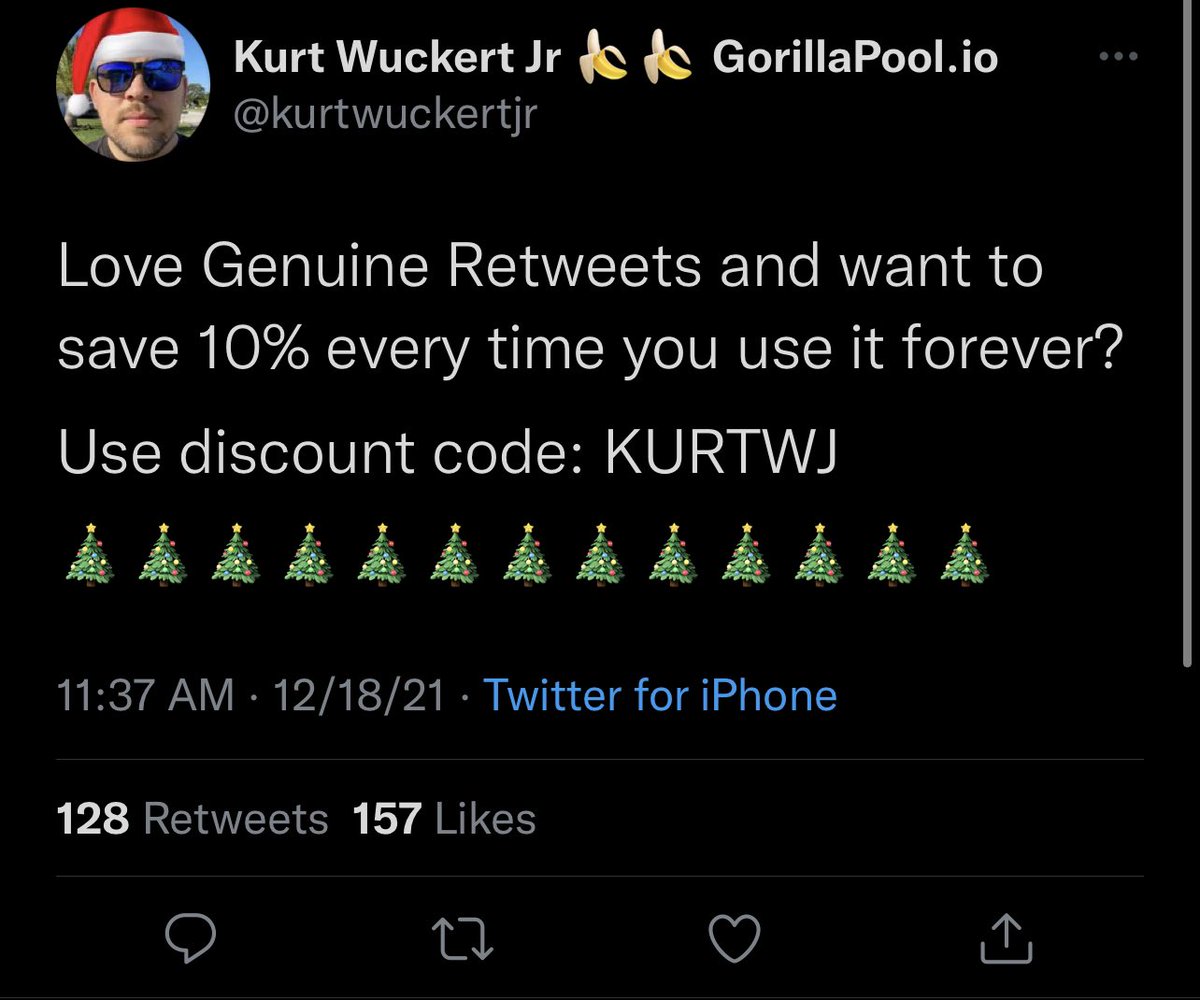 Kurt Wuckert Jr 🍌🍌 GorillaPool.io
@kurtwuckertjr
Love Genuine Retweets and want to
save 10% every time you use it forever?
Use discount code: KURTWJ
🎄🎄🎄🎄🎄🎄🎄🎄🎄🎄🎄🎄🎄
11:37 AM · 12/18/21 · Twitter for iPhone
128 Retweets 157 Likes